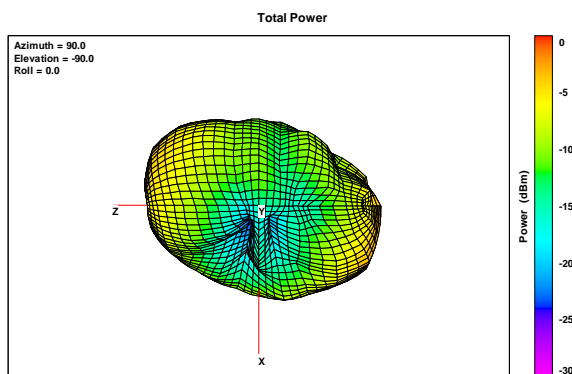 Total Power
Azimuth = 90.0
Elevation = -90.0
Roll = 0.0
Z
Y
X
0
-5
-10
-15
-20
-25
-30
Power (dBm)